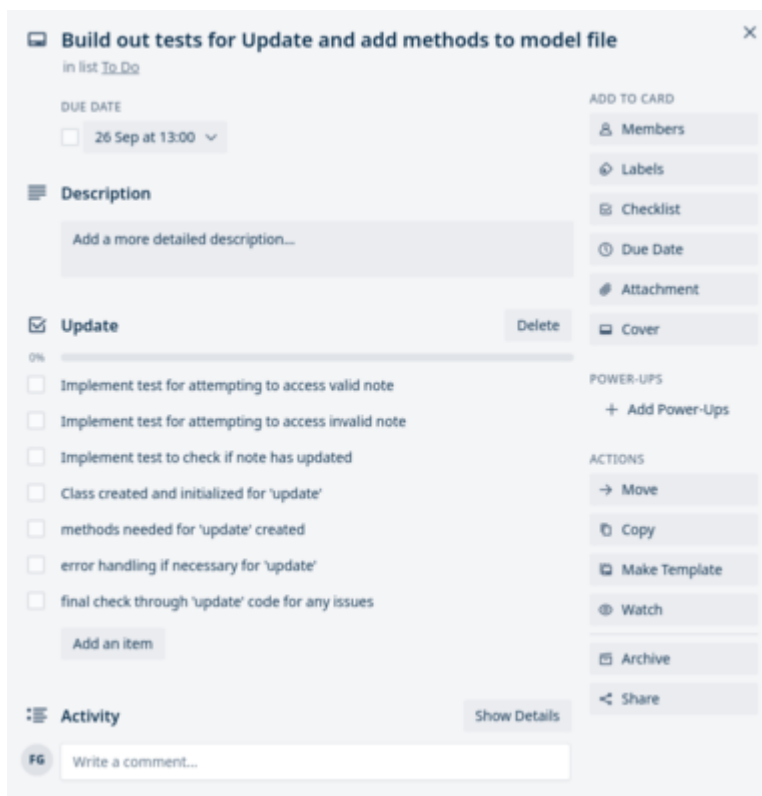 Build out tests for Update and add methods to model file
in list To Do
DUE DATE
26 Sep at 13:00
Description
Add a more detailed description...
Update
Delete
0%
Implement test for attempting to access valid note
Implement test for attempting to access invalid note
Implement test to check if note has updated
Class created and initialized for 'update'
methods needed for 'update' created
error handling if necessary for 'update'
final check through 'update' code for any issues
Add an item
Activity
Show Details
FG
Write a comment...
ADD TO CARD
Members
Labels
Checklist
Due Date
Attachment
Cover
POWER-UPS
Add Power-Ups
ACTIONS
Move
Copy
Make Template
Watch
Archive
Share